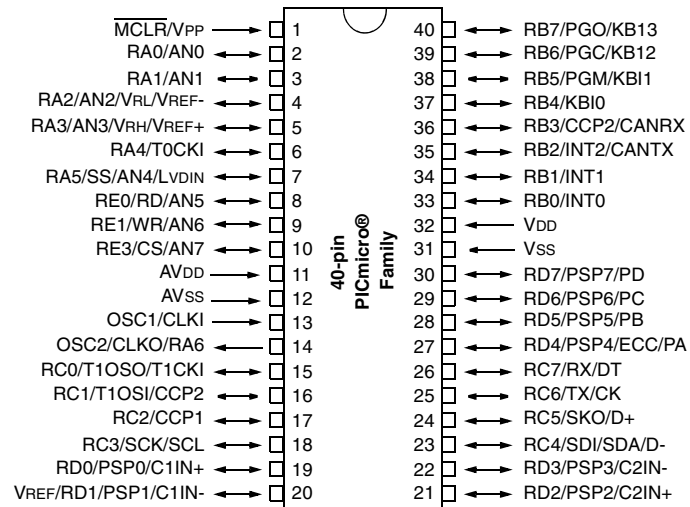 MCLR/VPP 1 40 RB7/PGO/KB13
RA0/AN0 2 39 RB6/PGC/KB12
RA1/AN1 3 38 RB5/PGM/KBI1
RA2/AN2/VRL/VREF- 4 37 RB4/KBI0
RA3/AN3/VRH/VREF+ 5 36 RB3/CCP2/CANRX
RA4/T0CKI 6 35 RB2/INT2/CANTX
RA5/SS/AN4/LVDIN 7 34 RB1/INT1
RE0/RD/AN5 8 33 RB0/INT0
RE1/WR/AN6 9 32 VDD
RE3/CS/AN7 10 31 VSS
AVDD 11 30 RD7/PSP7/PD
AVSS 12 29 RD6/PSP6/PC
OSC1/CLKI 13 28 RD5/PSP5/PB
OSC2/CLKO/RA6 14 27 RD4/PSP4/ECC/PA
RC0/T1OSO/T1CKI 15 26 RC7/RX/DT
RC1/T1OSI/CCP2 16 25 RC6/TX/CK
RC2/CCP1 17 24 RC5/SKO/D+
RC3/SCK/SCL 18 23 RC4/SDI/SDA/D-
RD0/PSP0/C1IN+ 19 22 RD3/PSP3/C2IN-
VREF/RD1/PSP1/C1IN- 20 21 RD2/PSP2/C2IN+
40-pin
PICmicro®
Family